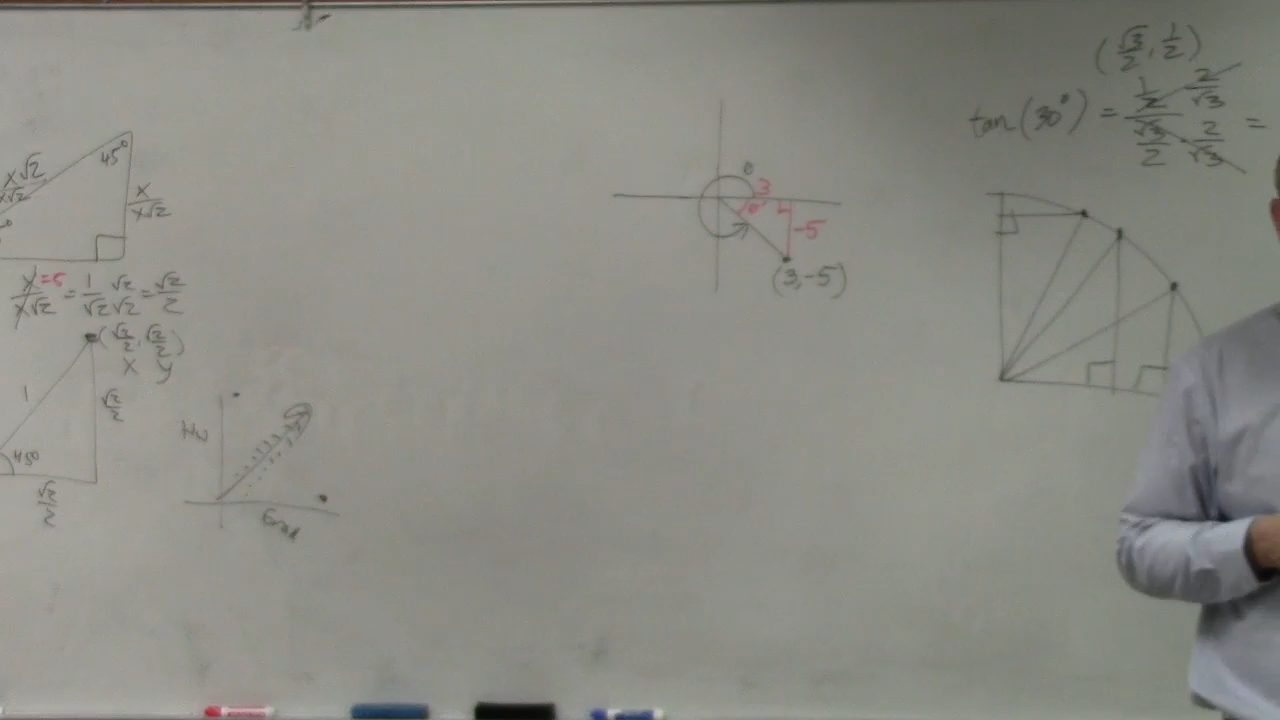 x√2
x√2
45°
x
x√2
x=5
x√2
= 1 √2 = √2
√2 √2 2
(√2/2, √2/2)
x y
1
√2/2
45°
√2/2
θ
3
θ'
-5
(3,-5)
(√3/2, 1/2)
tan(30°) = 1/2 2/√3 =
√3/2 2/√3